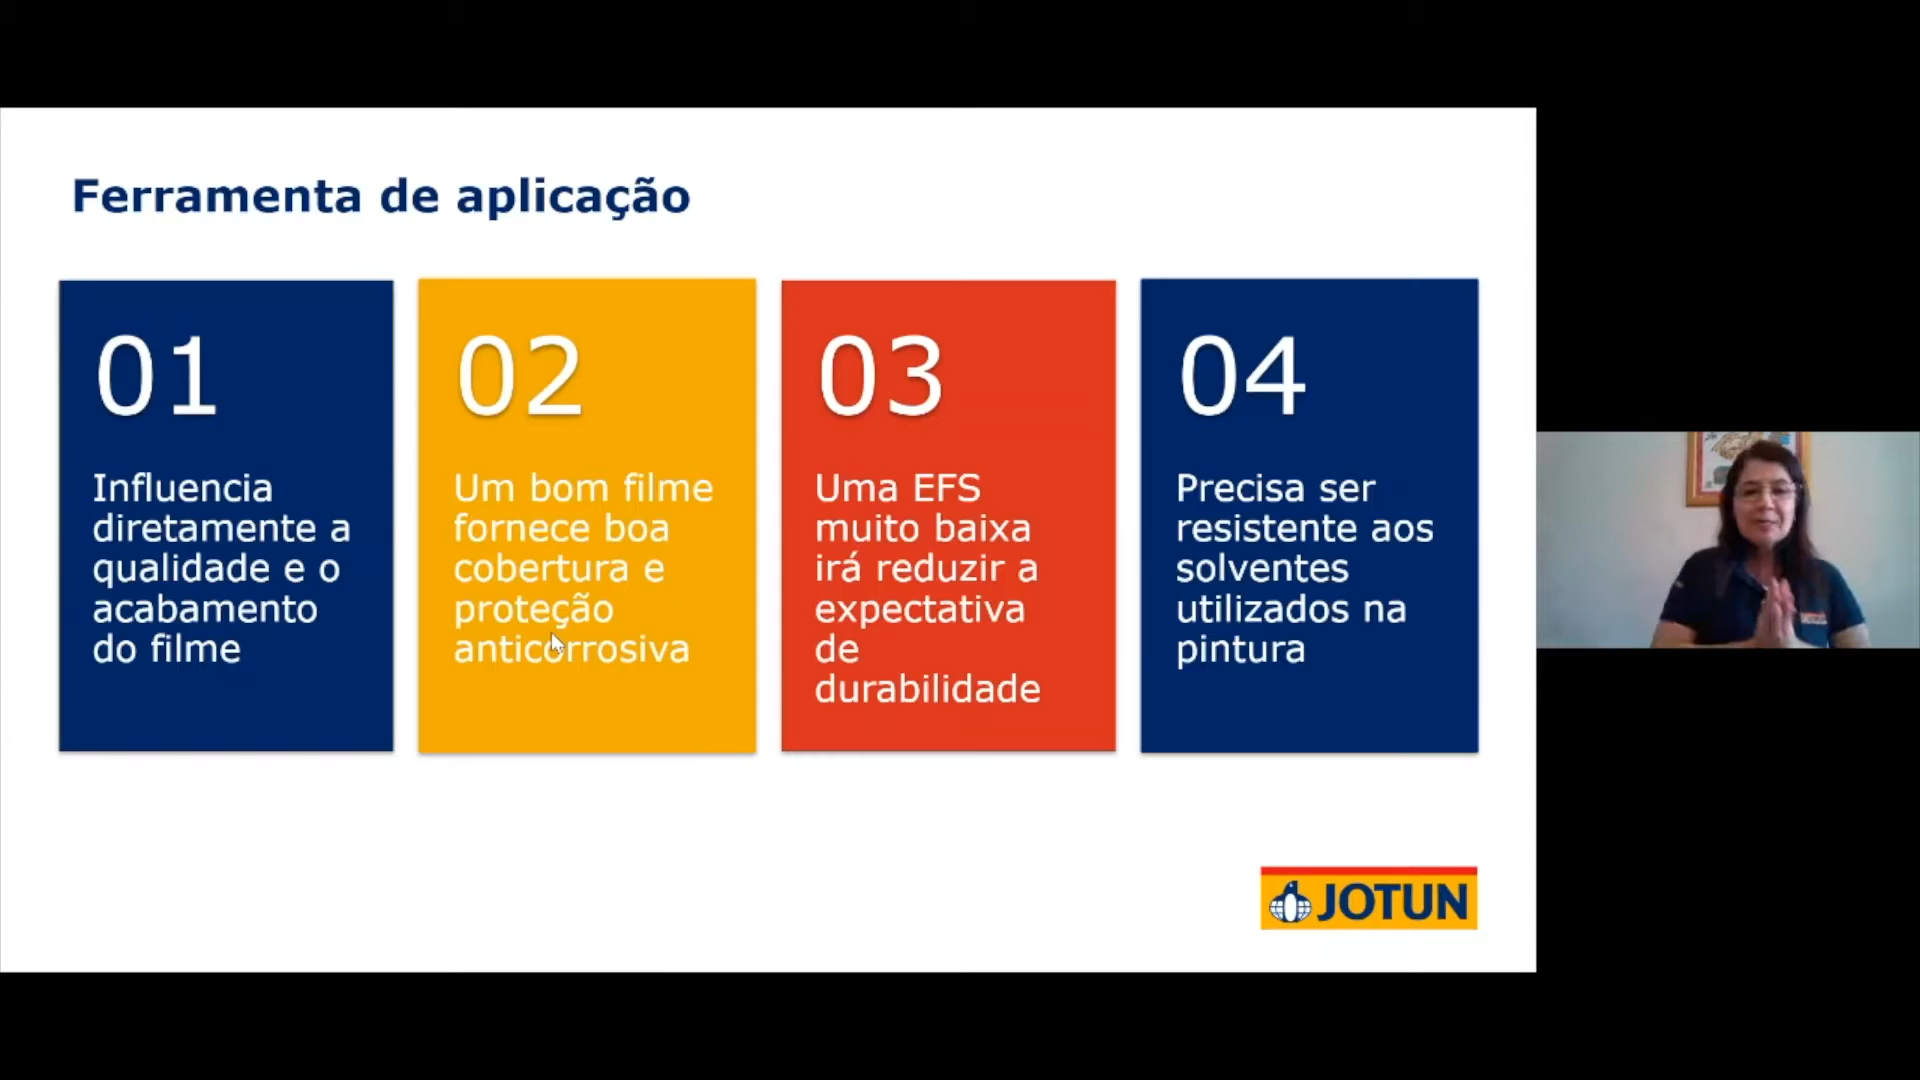 Ferramenta de aplicação
01
Influencia
diretamente a
qualidade e o
acabamento
do filme
02
Um bom filme
fornece boa
cobertura e
proteção
anticorrosiva
03
Uma EFS
muito baixa
irá reduzir a
expectativa
de
durabilidade
04
Precisa ser
resistente aos
solventes
utilizados na
pintura
JOTUN